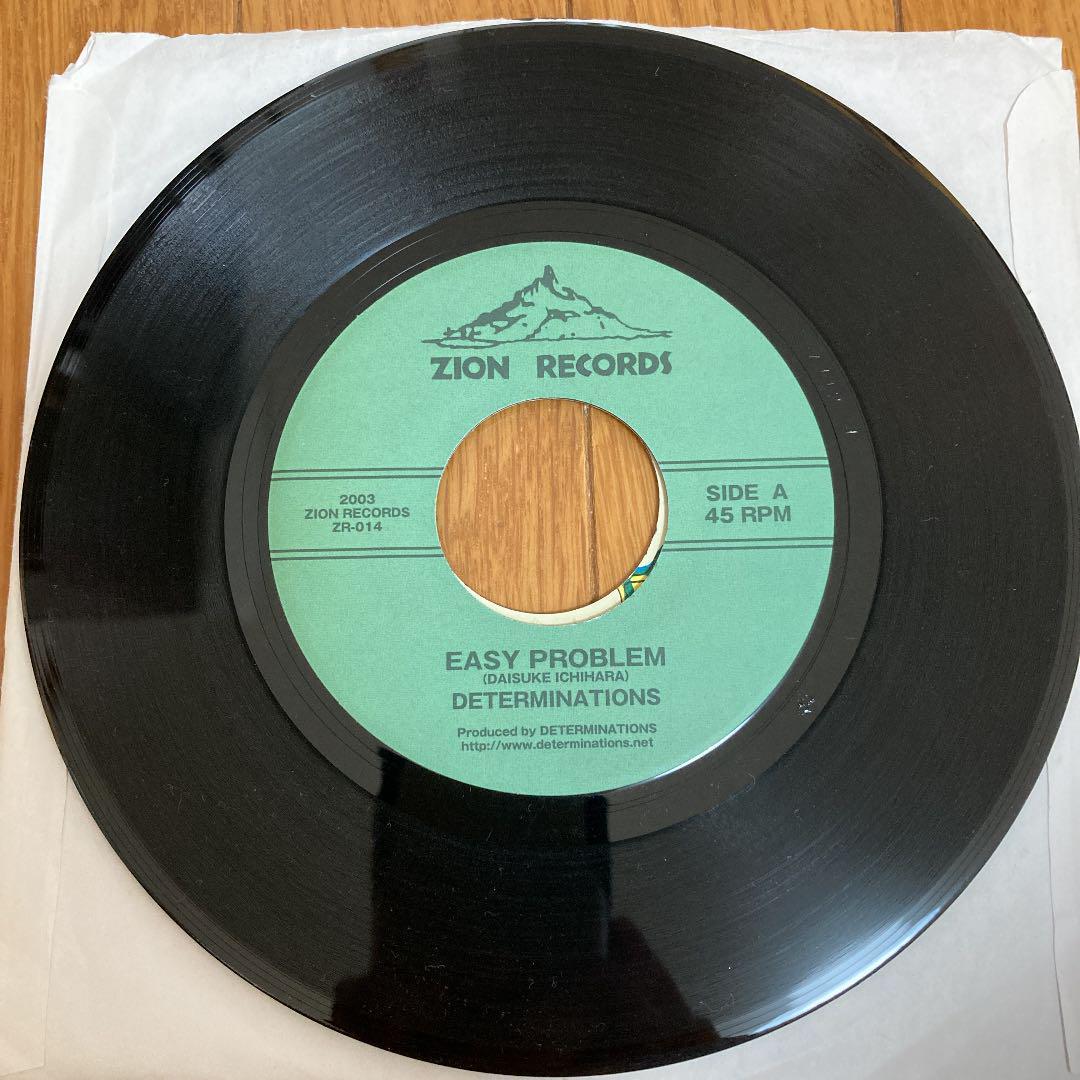 ZION RECORDS
2003
ZION RECORDS
ZR-014
SIDE A
45 RPM
EASY PROBLEM
(DAISUKE ICHIHARA)
DETERMINATIONS
Produced by DETERMINATIONS
http://www.determinations.net